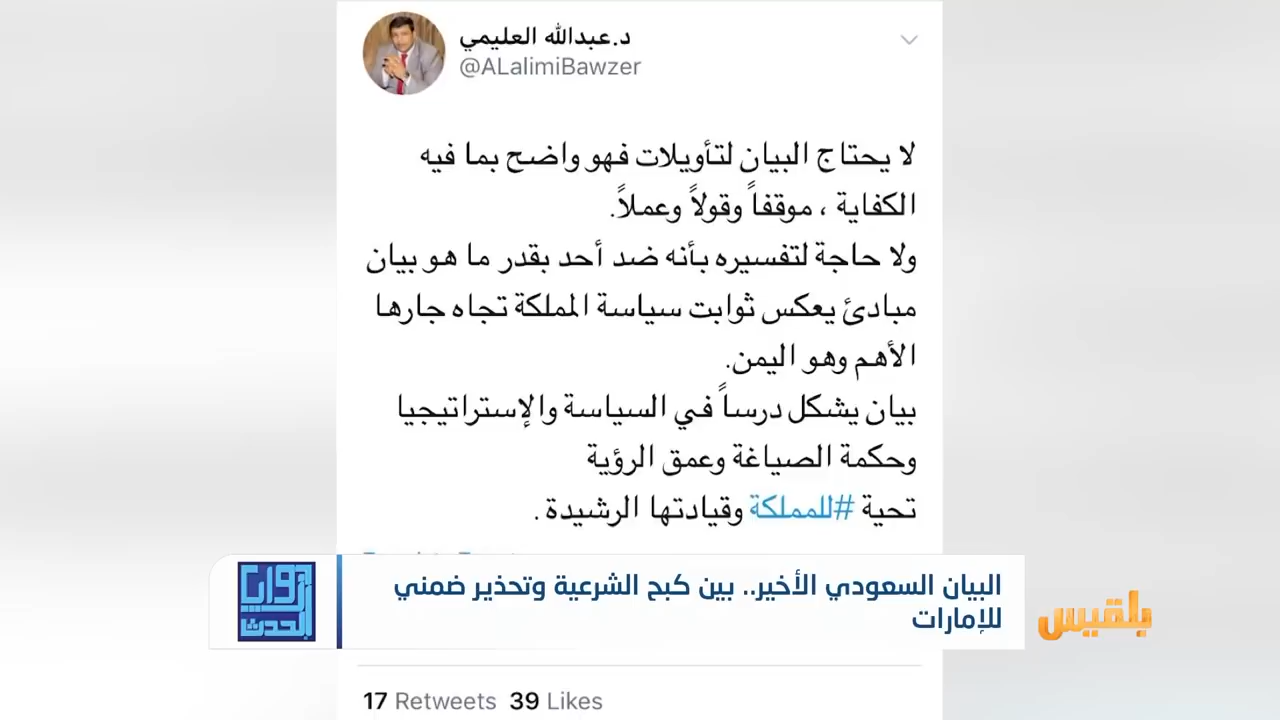 د.عبدالله العليمي
@ALalimiBawzer
لا يحتاج البيان لتأويلات فهو واضح بما فيه
الكفاية ، موقفاً وقولاً وعملاً.
ولا حاجة لتفسيره بأنه ضد أحد بقدر ما هو بيان
مبادئ يعكس ثوابت سياسة المملكة تجاه جارها
الأهم وهو اليمن.
بيان يشكل درساً في السياسة والإستراتيجيا
وحكمة الصياغة وعمق الرؤية
تحية #للمملكة وقيادتها الرشيدة .
البيان السعودي الأخير.. بين كبح الشرعية وتحذير ضمني
للإمارات
الحدث
بلقيس
17 Retweets 39 Likes